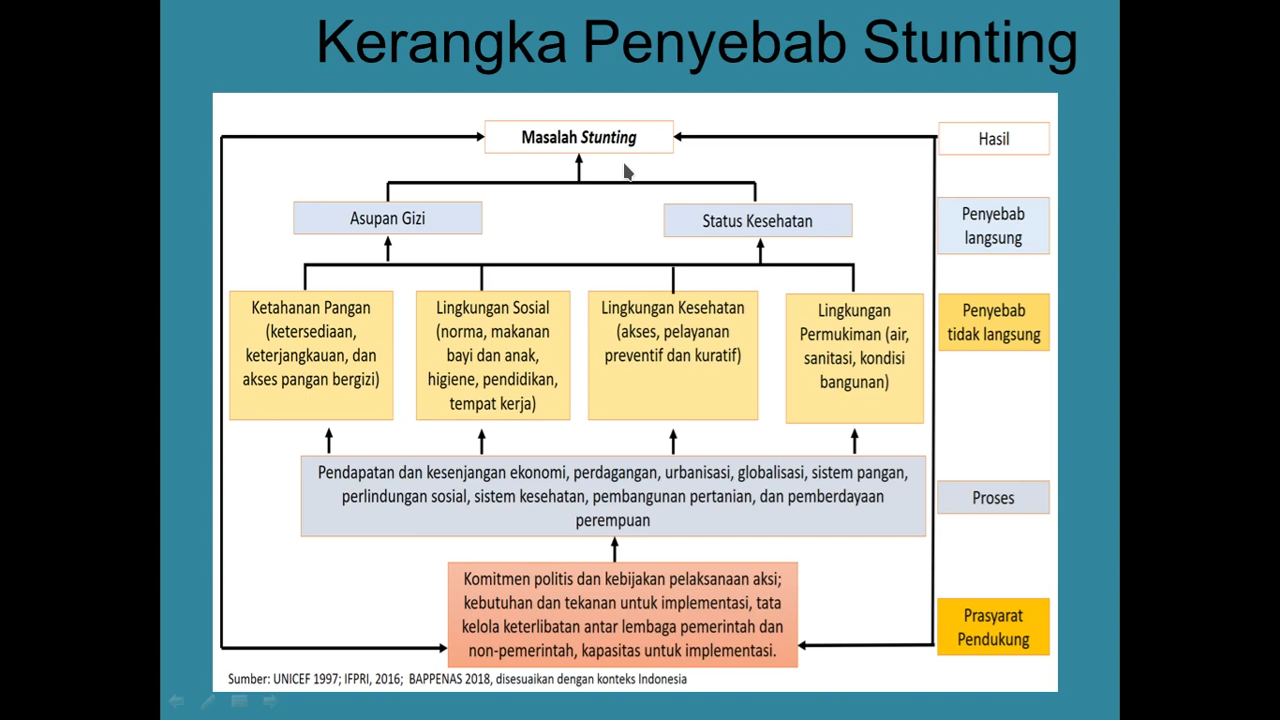 Kerangka Penyebab Stunting
Masalah Stunting
Hasil
Asupan Gizi
Status Kesehatan
Penyebab
langsung
Ketahanan Pangan
(ketersediaan,
keterjangkauan, dan
akses pangan bergizi)
Lingkungan Sosial
(norma, makanan
bayi dan anak,
higiene, pendidikan,
tempat kerja)
Lingkungan Kesehatan
(akses, pelayanan
preventif dan kuratif)
Lingkungan
Permukiman (air,
sanitasi, kondisi
bangunan)
Penyebab
tidak langsung
Pendapatan dan kesenjangan ekonomi, perdagangan, urbanisasi, globalisasi, sistem pangan,
perlindungan sosial, sistem kesehatan, pembangunan pertanian, dan pemberdayaan
perempuan
Proses
Komitmen politis dan kebijakan pelaksanaan aksi;
kebutuhan dan tekanan untuk implementasi, tata
kelola keterlibatan antar lembaga pemerintah dan
non-pemerintah, kapasitas untuk implementasi.
Prasyarat
Pendukung
Sumber: UNICEF 1997; IFPRI, 2016; BAPPENAS 2018, disesuaikan dengan konteks Indonesia